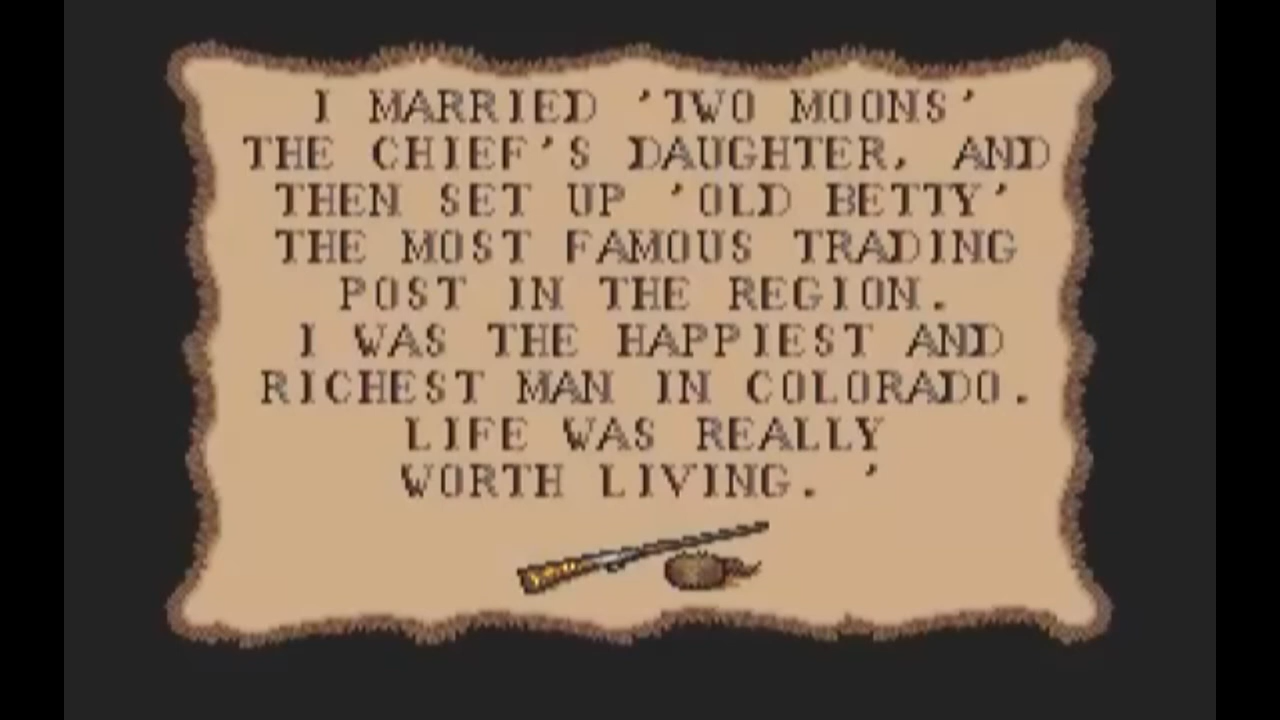 I MARRIED 'TWO MOONS'
THE CHIEF'S DAUGHTER, AND
THEN SET UP 'OLD BETTY'
THE MOST FAMOUS TRADING
POST IN THE REGION.
I WAS THE HAPPIEST AND
RICHEST MAN IN COLORADO.
LIFE WAS REALLY
WORTH LIVING. '